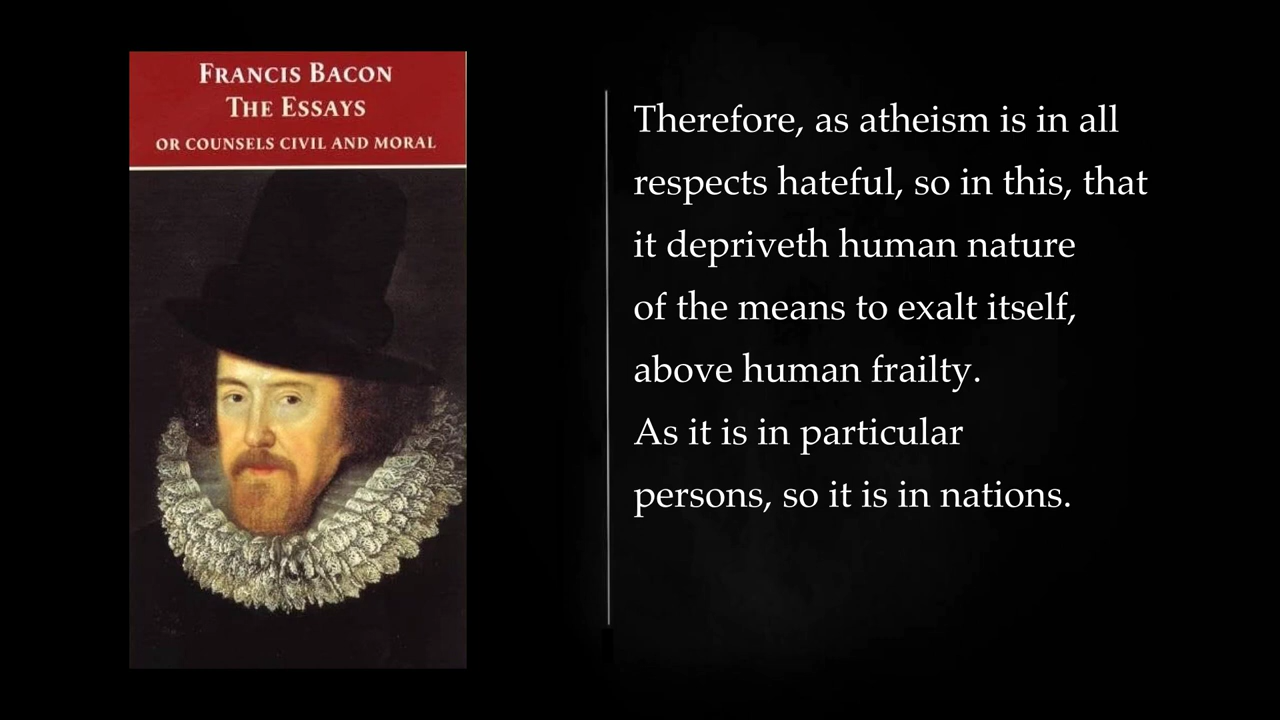 FRANCIS BACON
THE ESSAYS
OR COUNSELS CIVIL AND MORAL
Therefore, as atheism is in all
respects hateful, so in this, that
it depriveth human nature
of the means to exalt itself,
above human frailty.
As it is in particular
persons, so it is in nations.